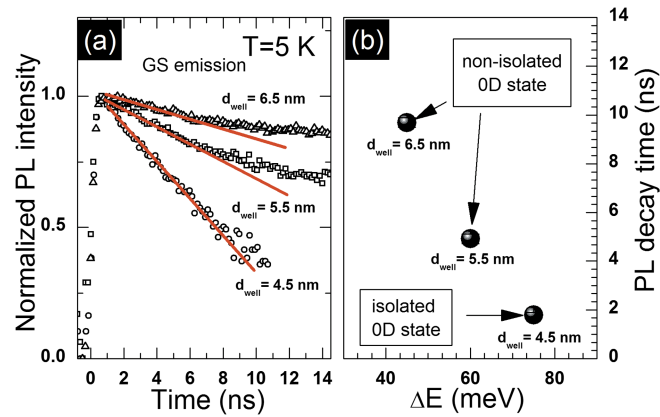 (a)
T=5 K
GS emission
d_well= 6.5 nm
d_well= 5.5 nm
d_well= 4.5 nm
Normalized PL intensity
1.0
0.5
0.0
0 2 4 6 8 10 12 14
Time (ns)
(b)
non-isolated
0D state
d_well= 6.5 nm
d_well= 5.5 nm
isolated
0D state
d_well= 4.5 nm
40 60 80
ΔE (meV)
14
12
10
8
6
4
2
0
PL decay time (ns)